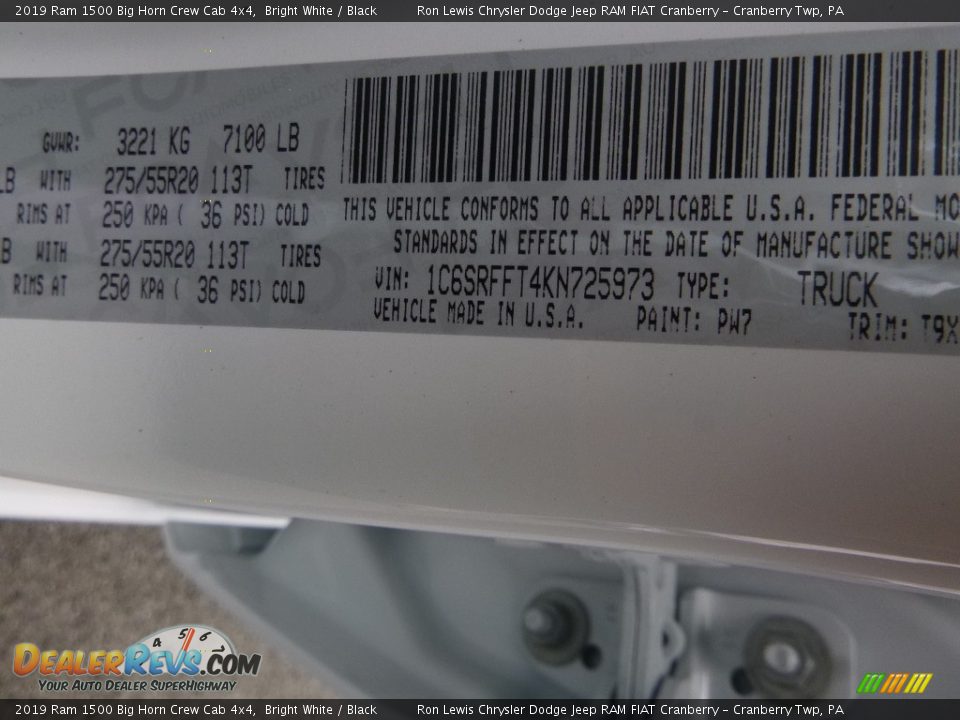 2019 Ram 1500 Big Horn Crew Cab 4x4, Bright White / Black Ron Lewis Chrysler Dodge Jeep RAM FIAT Cranberry - Cranberry Twp, PA
GVWR: 3221 KG 7100 LB
LB WITH 275/55R20 113T TIRES
RIMS AT 250 KPA ( 36 PSI) COLD
B WITH 275/55R20 113T TIRES
RIMS AT 250 KPA ( 36 PSI) COLD
THIS VEHICLE CONFORMS TO ALL APPLICABLE U.S.A. FEDERAL MO
STANDARDS IN EFFECT ON THE DATE OF MANUFACTURE SHOW
VIN: 1C6SRFFT4KN725973 TYPE: TRUCK
VEHICLE MADE IN U.S.A. PAINT: PW7 TRIM: T9X
4 5 6
DealerRevs.com
Your Auto Dealer SuperHighway
2019 Ram 1500 Big Horn Crew Cab 4x4, Bright White / Black Ron Lewis Chrysler Dodge Jeep RAM FIAT Cranberry - Cranberry Twp, PA